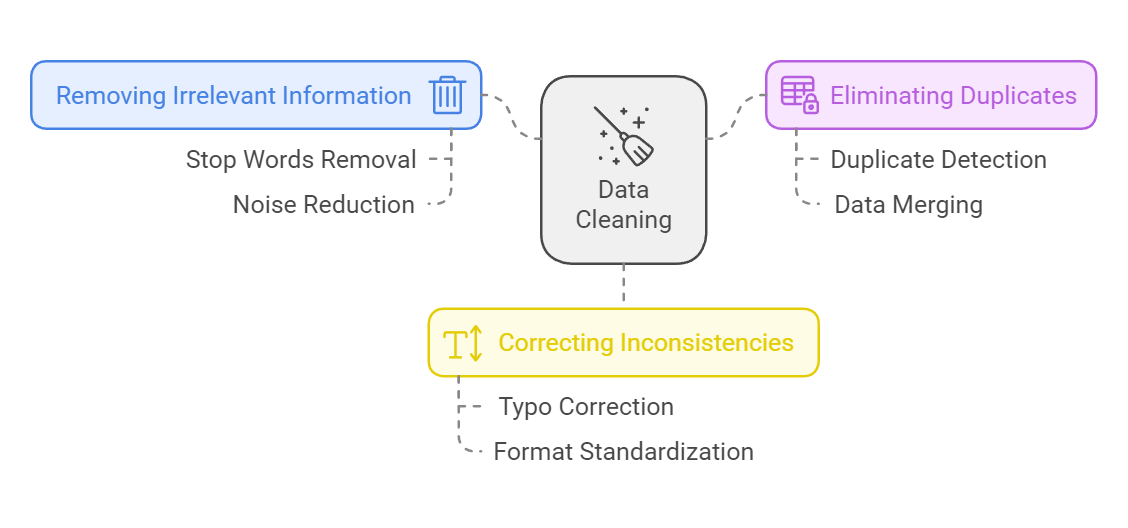 Removing Irrelevant Information
Stop Words Removal
Noise Reduction
Data
Cleaning
Eliminating Duplicates
Duplicate Detection
Data Merging
Correcting Inconsistencies
Typo Correction
Format Standardization